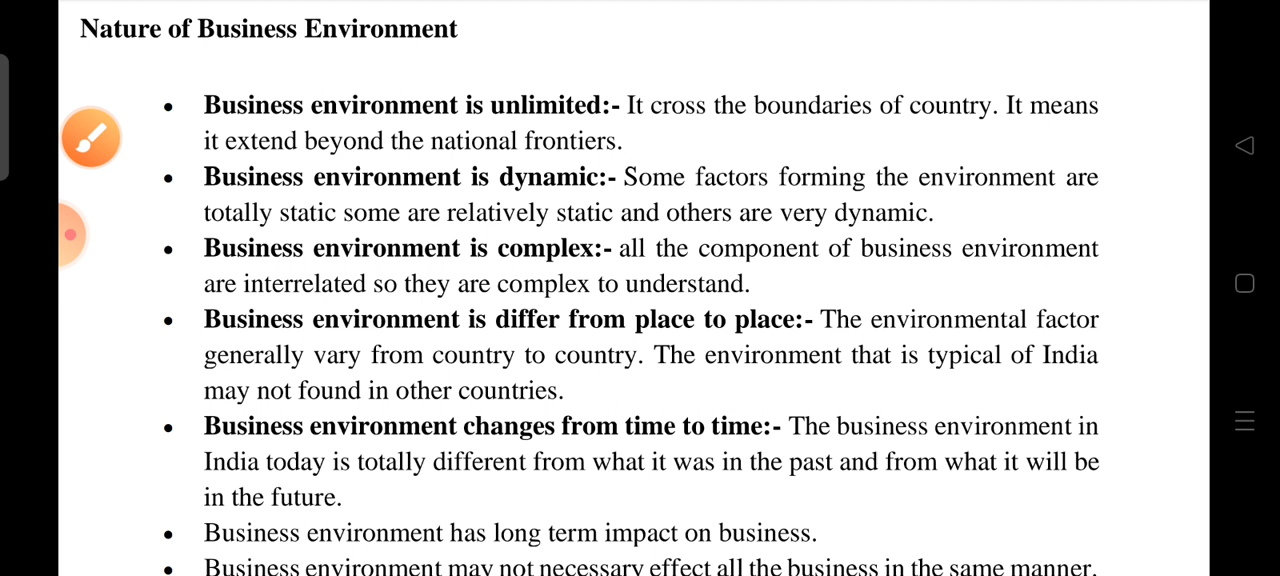 Nature of Business Environment
• Business environment is unlimited:- It cross the boundaries of country. It means
it extend beyond the national frontiers.
• Business environment is dynamic:- Some factors forming the environment are
totally static some are relatively static and others are very dynamic.
• Business environment is complex:- all the component of business environment
are interrelated so they are complex to understand.
• Business environment is differ from place to place:- The environmental factor
generally vary from country to country. The environment that is typical of India
may not found in other countries.
• Business environment changes from time to time:- The business environment in
India today is totally different from what it was in the past and from what it will be
in the future.
• Business environment has long term impact on business.
• Business environment may not necessary effect all the business in the same manner.